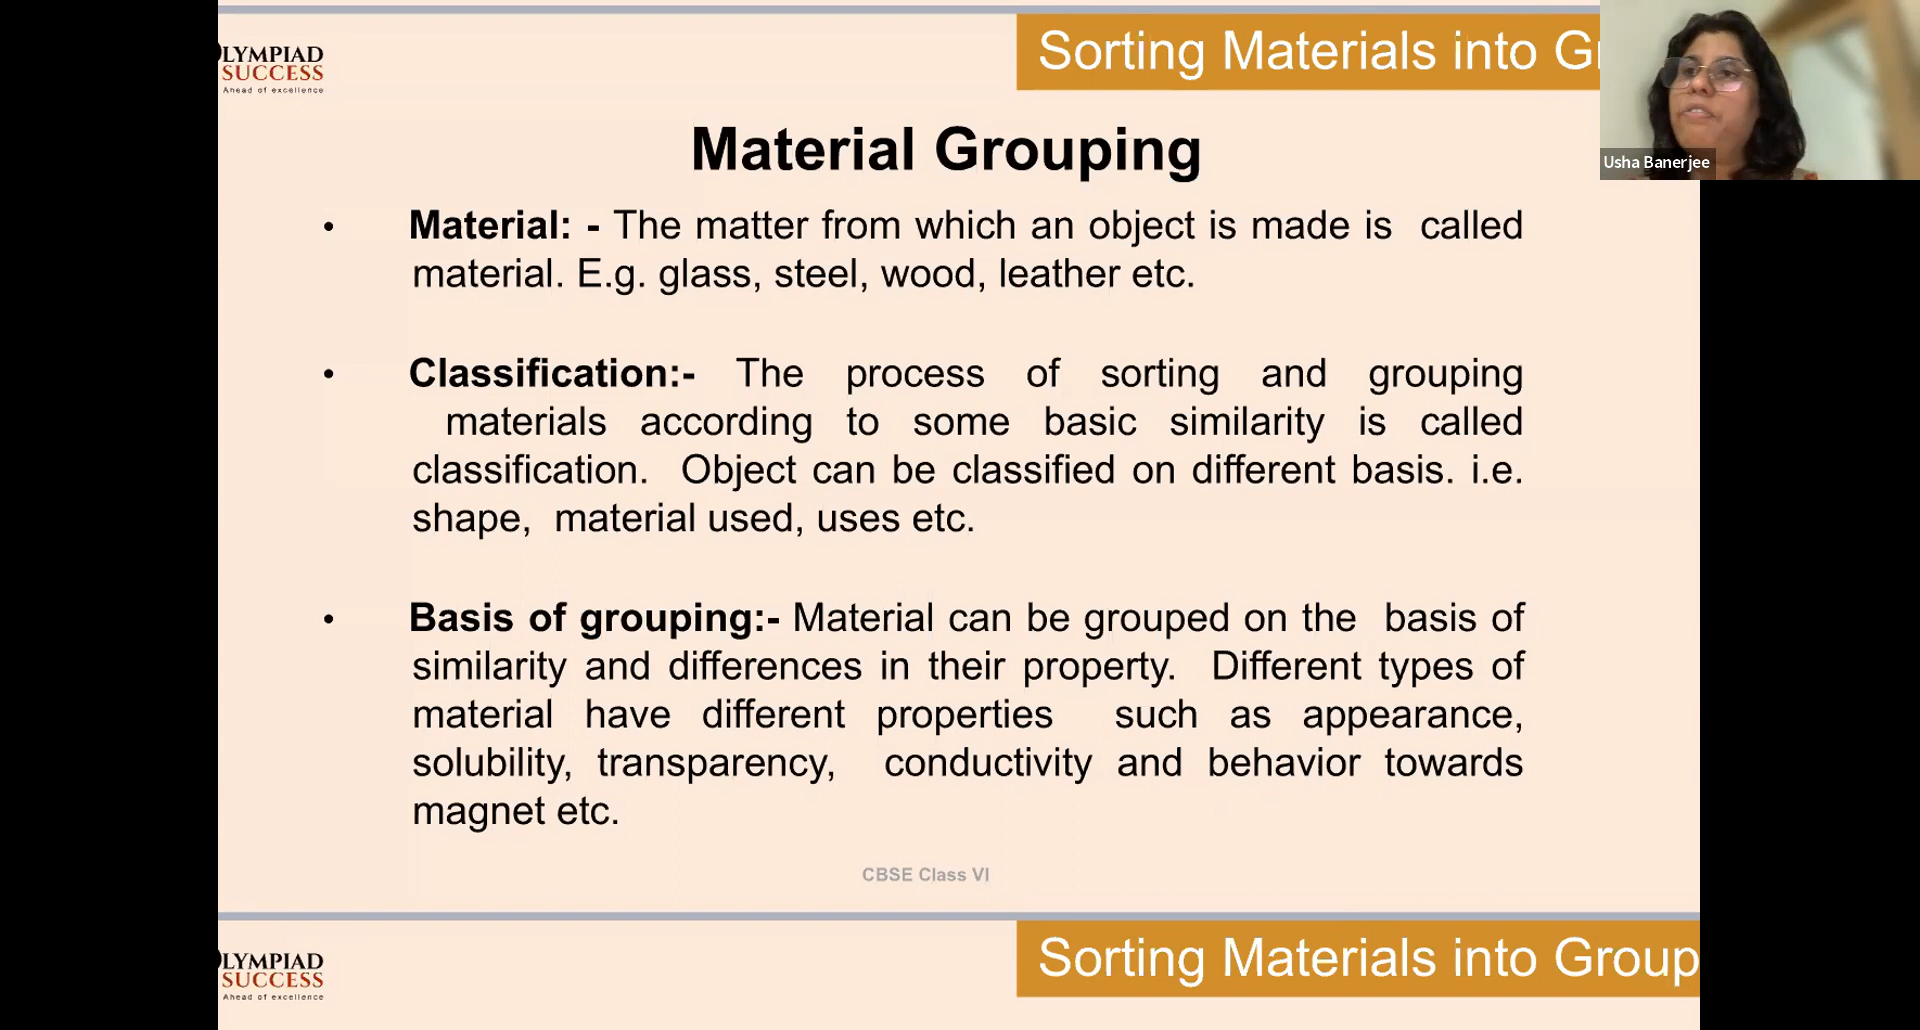 OLYMPIAD
SUCCESS
Ahead of excellence
Sorting Materials into Gr
Usha Banerjee
Material Grouping
• Material: - The matter from which an object is made is called
material. E.g. glass, steel, wood, leather etc.
• Classification:- The process of sorting and grouping
materials according to some basic similarity is called
classification. Object can be classified on different basis. i.e.
shape, material used, uses etc.
• Basis of grouping:- Material can be grouped on the basis of
similarity and differences in their property. Different types of
material have different properties such as appearance,
solubility, transparency, conductivity and behavior towards
magnet etc.
CBSE Class VI
OLYMPIAD
SUCCESS
Ahead of excellence
Sorting Materials into Group